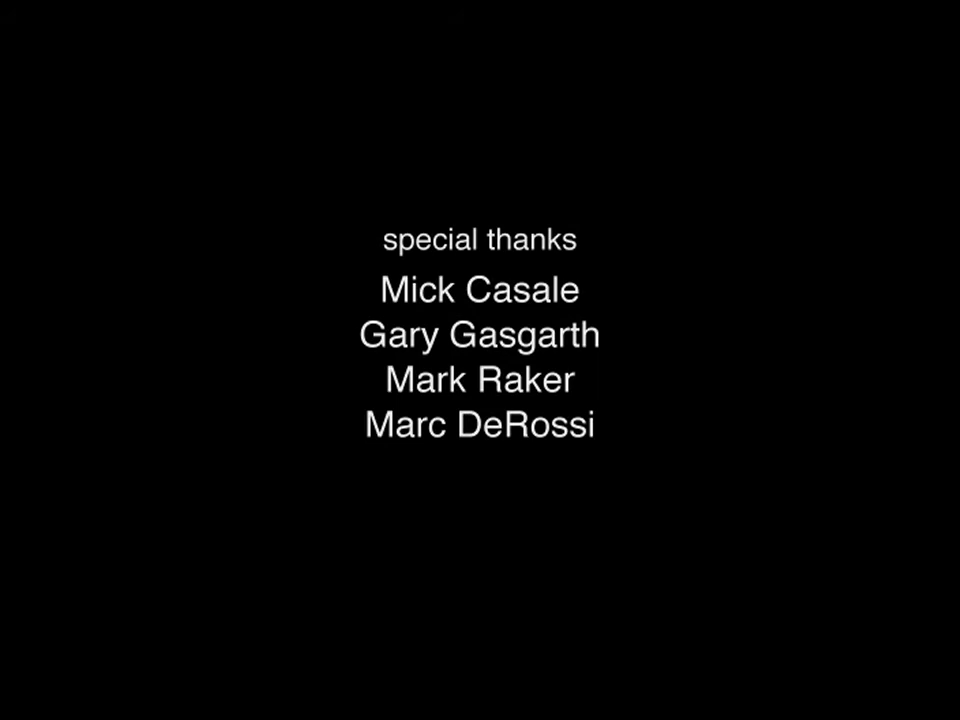 special thanks
Mick Casale
Gary Gasgarth
Mark Raker
Marc DeRossi